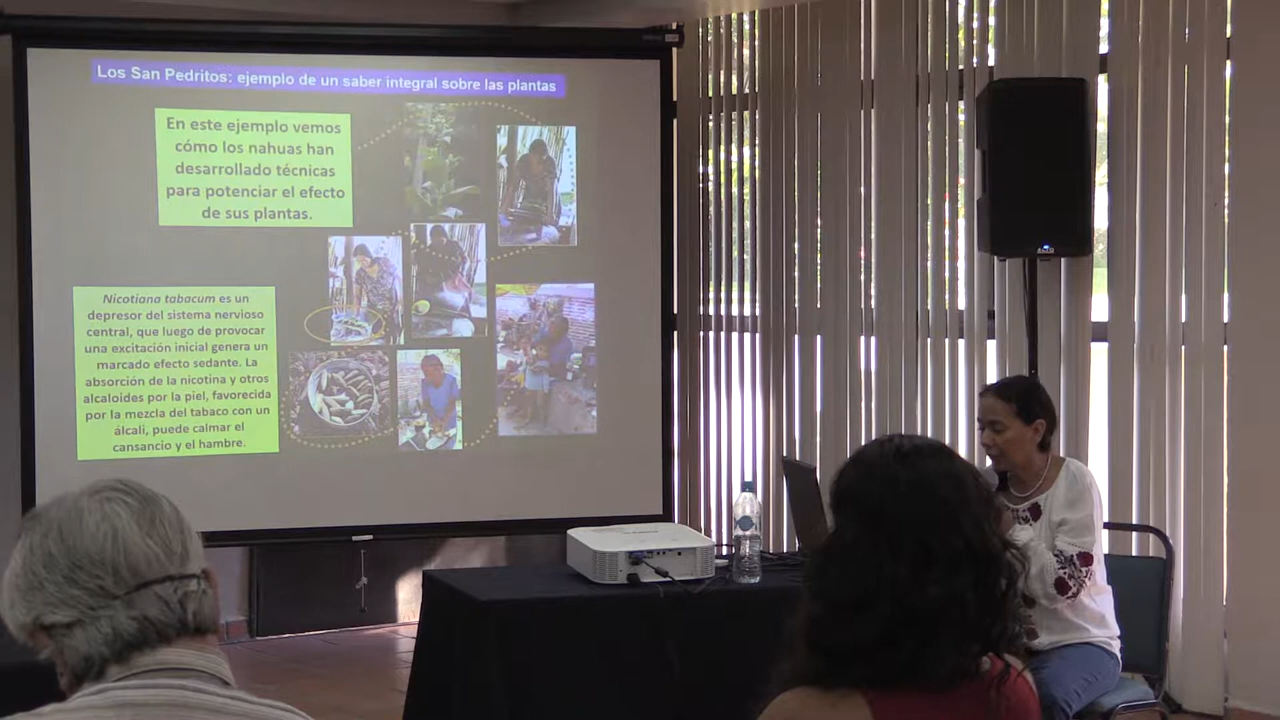 Los San Pedritos: ejemplo de un saber integral sobre las plantas
En este ejemplo vemos
cómo los nahuas han
desarrollado técnicas
para potenciar el efecto
de sus plantas.
Nicotiana tabacum es un
depresor del sistema nervioso
central, que luego de provocar
una excitación inicial genera un
marcado efecto sedante. La
absorción de la nicotina y otros
alcaloides por la piel, favorecida
por la mezcla del tabaco con un
álcali, puede calmar el
cansancio y el hambre.